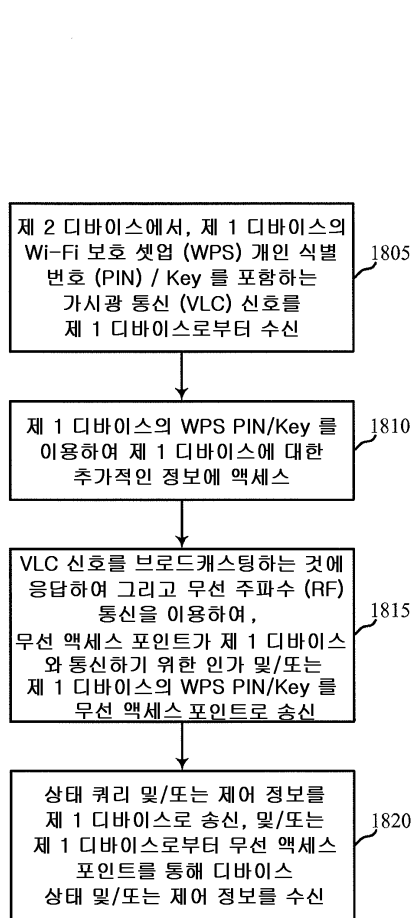 제 2 디바이스에서, 제 1 디바이스의
Wi-Fi 보호 셋업 (WPS) 개인 식별
번호 (PIN) / Key 를 포함하는
가시광 통신 (VLC) 신호를
제 1 디바이스로부터 수신
1805
제 1 디바이스의 WPS PIN/Key 를
이용하여 제 1 디바이스에 대한
추가적인 정보에 액세스
1810
VLC 신호를 브로드캐스팅하는 것에
응답하여 그리고 무선 주파수 (RF)
통신을 이용하여,
무선 액세스 포인트가 제 1 디바이스
와 통신하기 위한 인가 및/또는
제 1 디바이스의 WPS PIN/Key 를
무선 액세스 포인트로 송신
1815
상태 쿼리 및/또는 제어 정보를
제 1 디바이스로 송신, 및/또는
제 1 디바이스로부터 무선 액세스
포인트를 통해 디바이스
상태 및/또는 제어 정보를 수신
1820